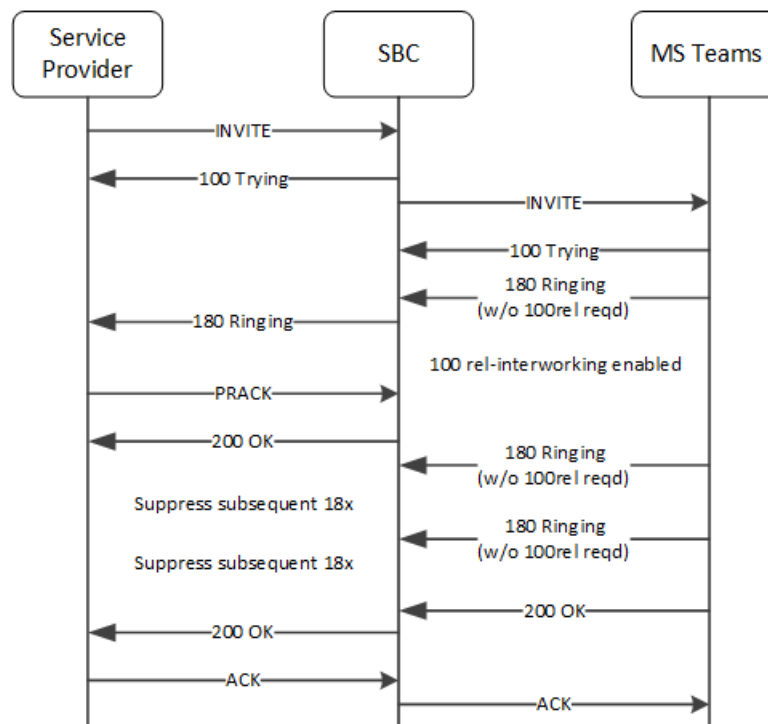 Service
Provider
SBC
MS Teams
INVITE
100 Trying
INVITE
100 Trying
180 Ringing
(w/o 100rel reqd)
180 Ringing
100 rel-interworking enabled
PRACK
200 OK
180 Ringing
(w/o 100rel reqd)
Suppress subsequent 18x
180 Ringing
(w/o 100rel reqd)
Suppress subsequent 18x
200 OK
200 OK
ACK
ACK